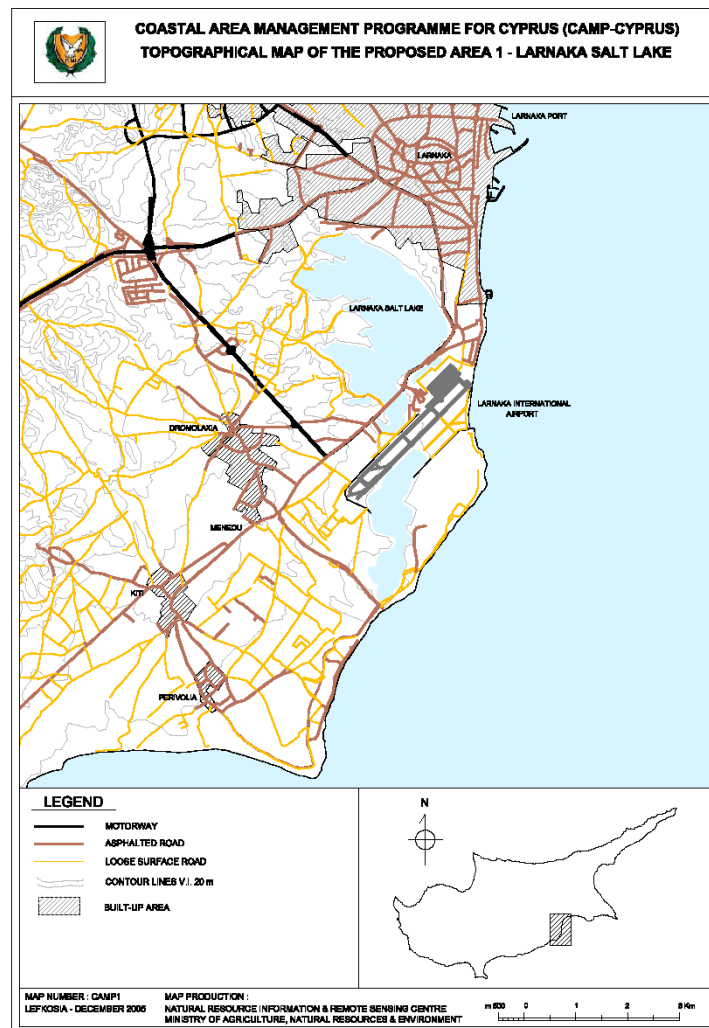 COASTAL AREA MANAGEMENT PROGRAMME FOR CYPRUS (CAMP-CYPRUS)
TOPOGRAPHICAL MAP OF THE PROPOSED AREA 1 - LARNAKA SALT LAKE
LARNAKA PORT
LARNAKA
LARNAKA SALT LAKE
LARNAKA INTERNATIONAL
AIRPORT
DROMOLAXIA
MENEOU
KITI
PERIVOLIA
LEGEND
MOTORWAY
ASPHALTED ROAD
LOOSE SURFACE ROAD
CONTOUR LINES V.I. 20 m
BUILT-UP AREA
N
MAP NUMBER : CAMP1
LEFKOSIA - DECEMBER 2005
MAP PRODUCTION :
NATURAL RESOURCE INFORMATION & REMOTE SENSING CENTRE
MINISTRY OF AGRICULTURE, NATURAL RESOURCES & ENVIRONMENT
m 500 0 1 2 3 Km